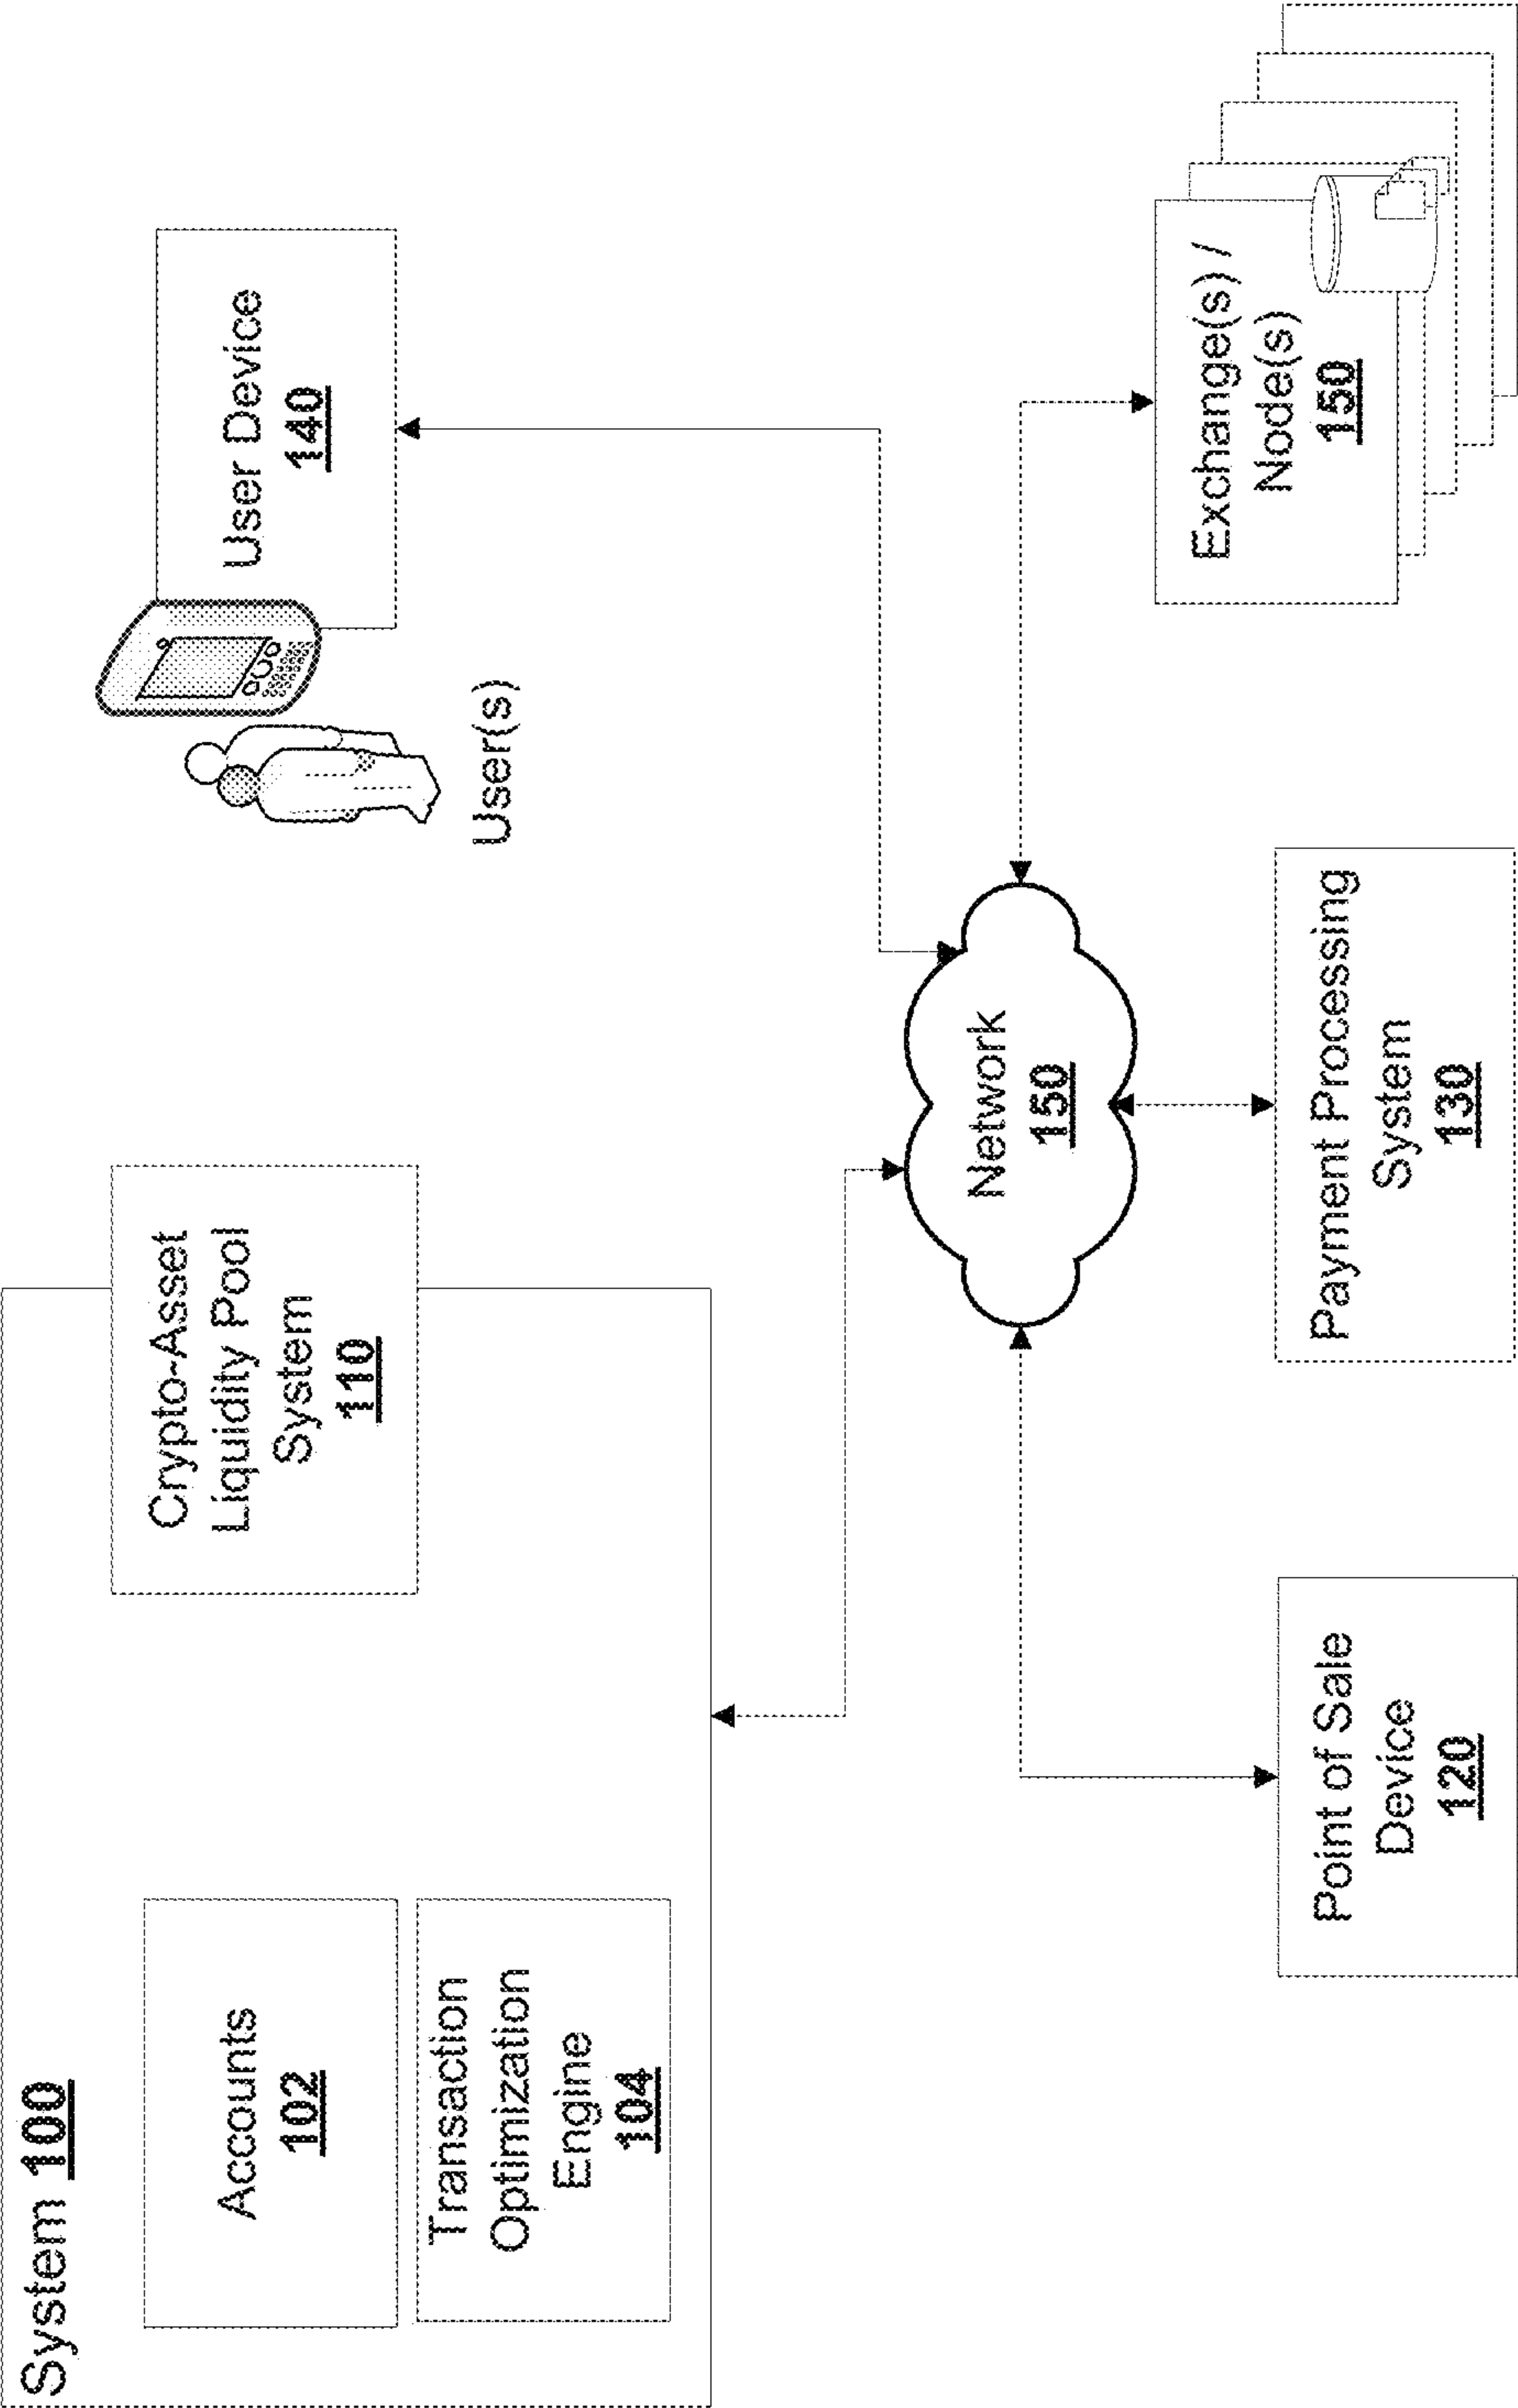 System 100
Accounts
102
Transaction
Optimization
Engine
104
Crypto-Asset
Liquidity Pool
System
110
User(s)
User Device
140
Network
150
Point of Sale
Device
120
Payment Processing
System
130
Exchange(s) /
Node(s)
150